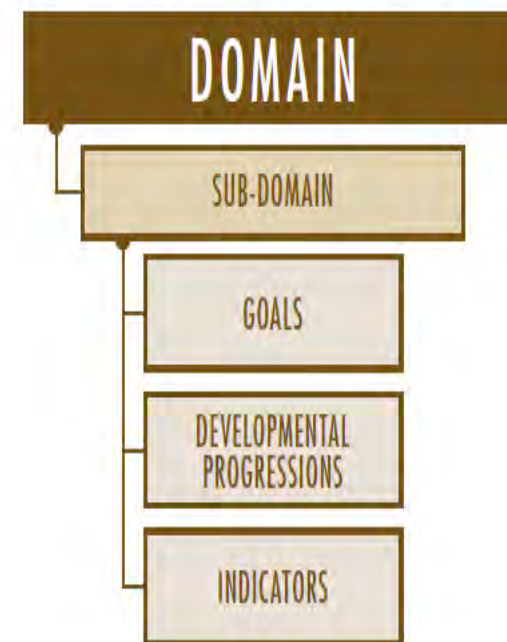 DOMAIN
SUB-DOMAIN
GOALS
DEVELOPMENTAL
PROGRESSIONS
INDICATORS